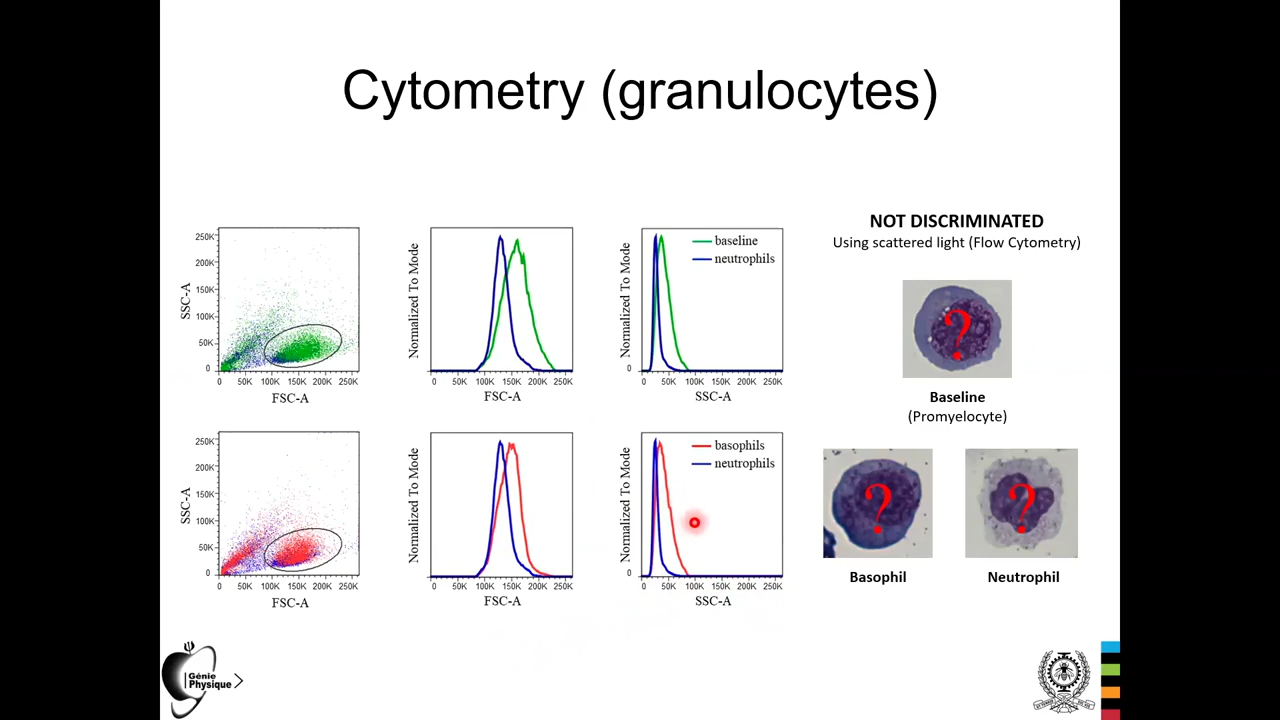 Cytometry (granulocytes)
250K
200K
150K
100K
50K
0
SSC-A
0 50K 100K 150K 200K 250K
FSC-A
Normalized To Mode
0 50K 100K 150K 200K 250K
FSC-A
Normalized To Mode
0
baseline
neutrophils
0 50K 100K 150K 200K 250K
SSC-A
NOT DISCRIMINATED
Using scattered light (Flow Cytometry)
?
Baseline
(Promyelocyte)
250K
200K
150K
100K
50K
0
SSC-A
0 50K 100K 150K 200K 250K
FSC-A
Normalized To Mode
0 50K 100K 150K 200K 250K
FSC-A
Normalized To Mode
0
basophils
neutrophils
0 50K 100K 150K 200K 250K
SSC-A
?
Basophil
?
Neutrophil
Génie
Physique